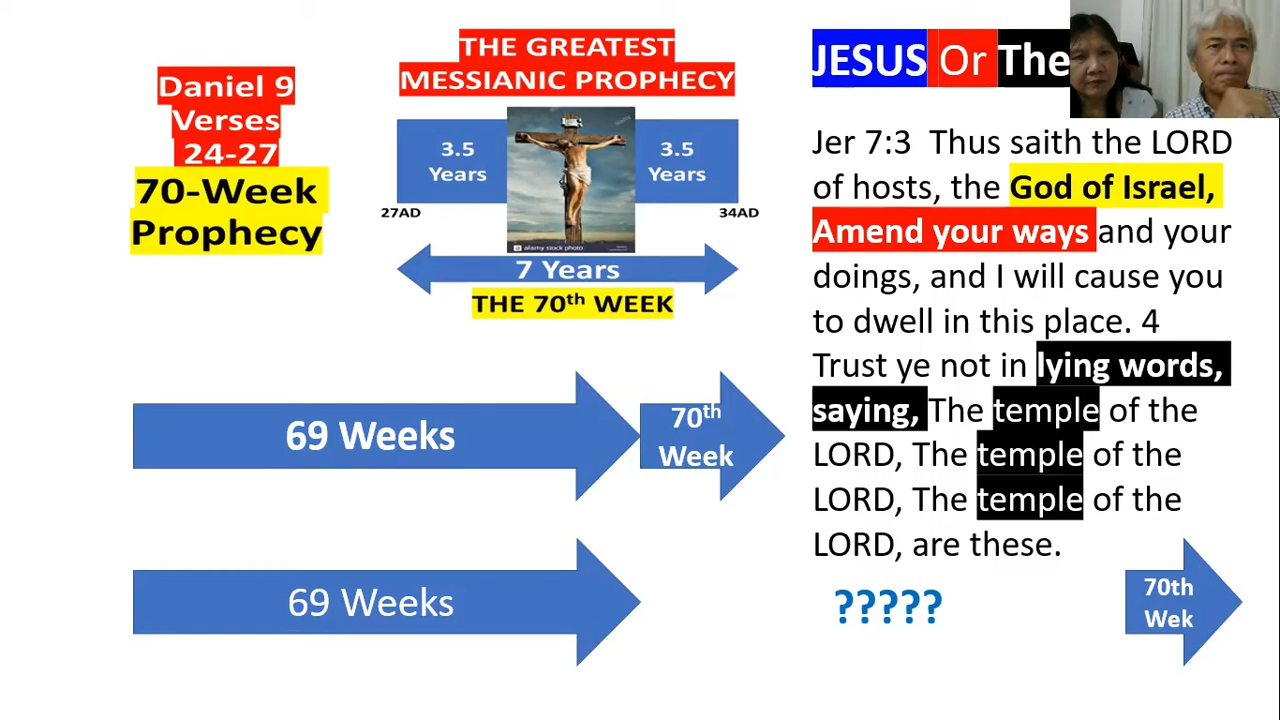 Daniel 9
Verses
24-27
70-Week
Prophecy
THE GREATEST
MESSIANIC PROPHECY
3.5
Years
3.5
Years
27AD
34AD
alamy stock photo
7 Years
THE 70th WEEK
69 Weeks
70th
Week
69 Weeks
JESUS Or The
Jer 7:3 Thus saith the LORD
of hosts, the God of Israel,
Amend your ways and your
doings, and I will cause you
to dwell in this place. 4
Trust ye not in lying words,
saying, The temple of the
LORD, The temple of the
LORD, The temple of the
LORD, are these.
?????
70th
Wek